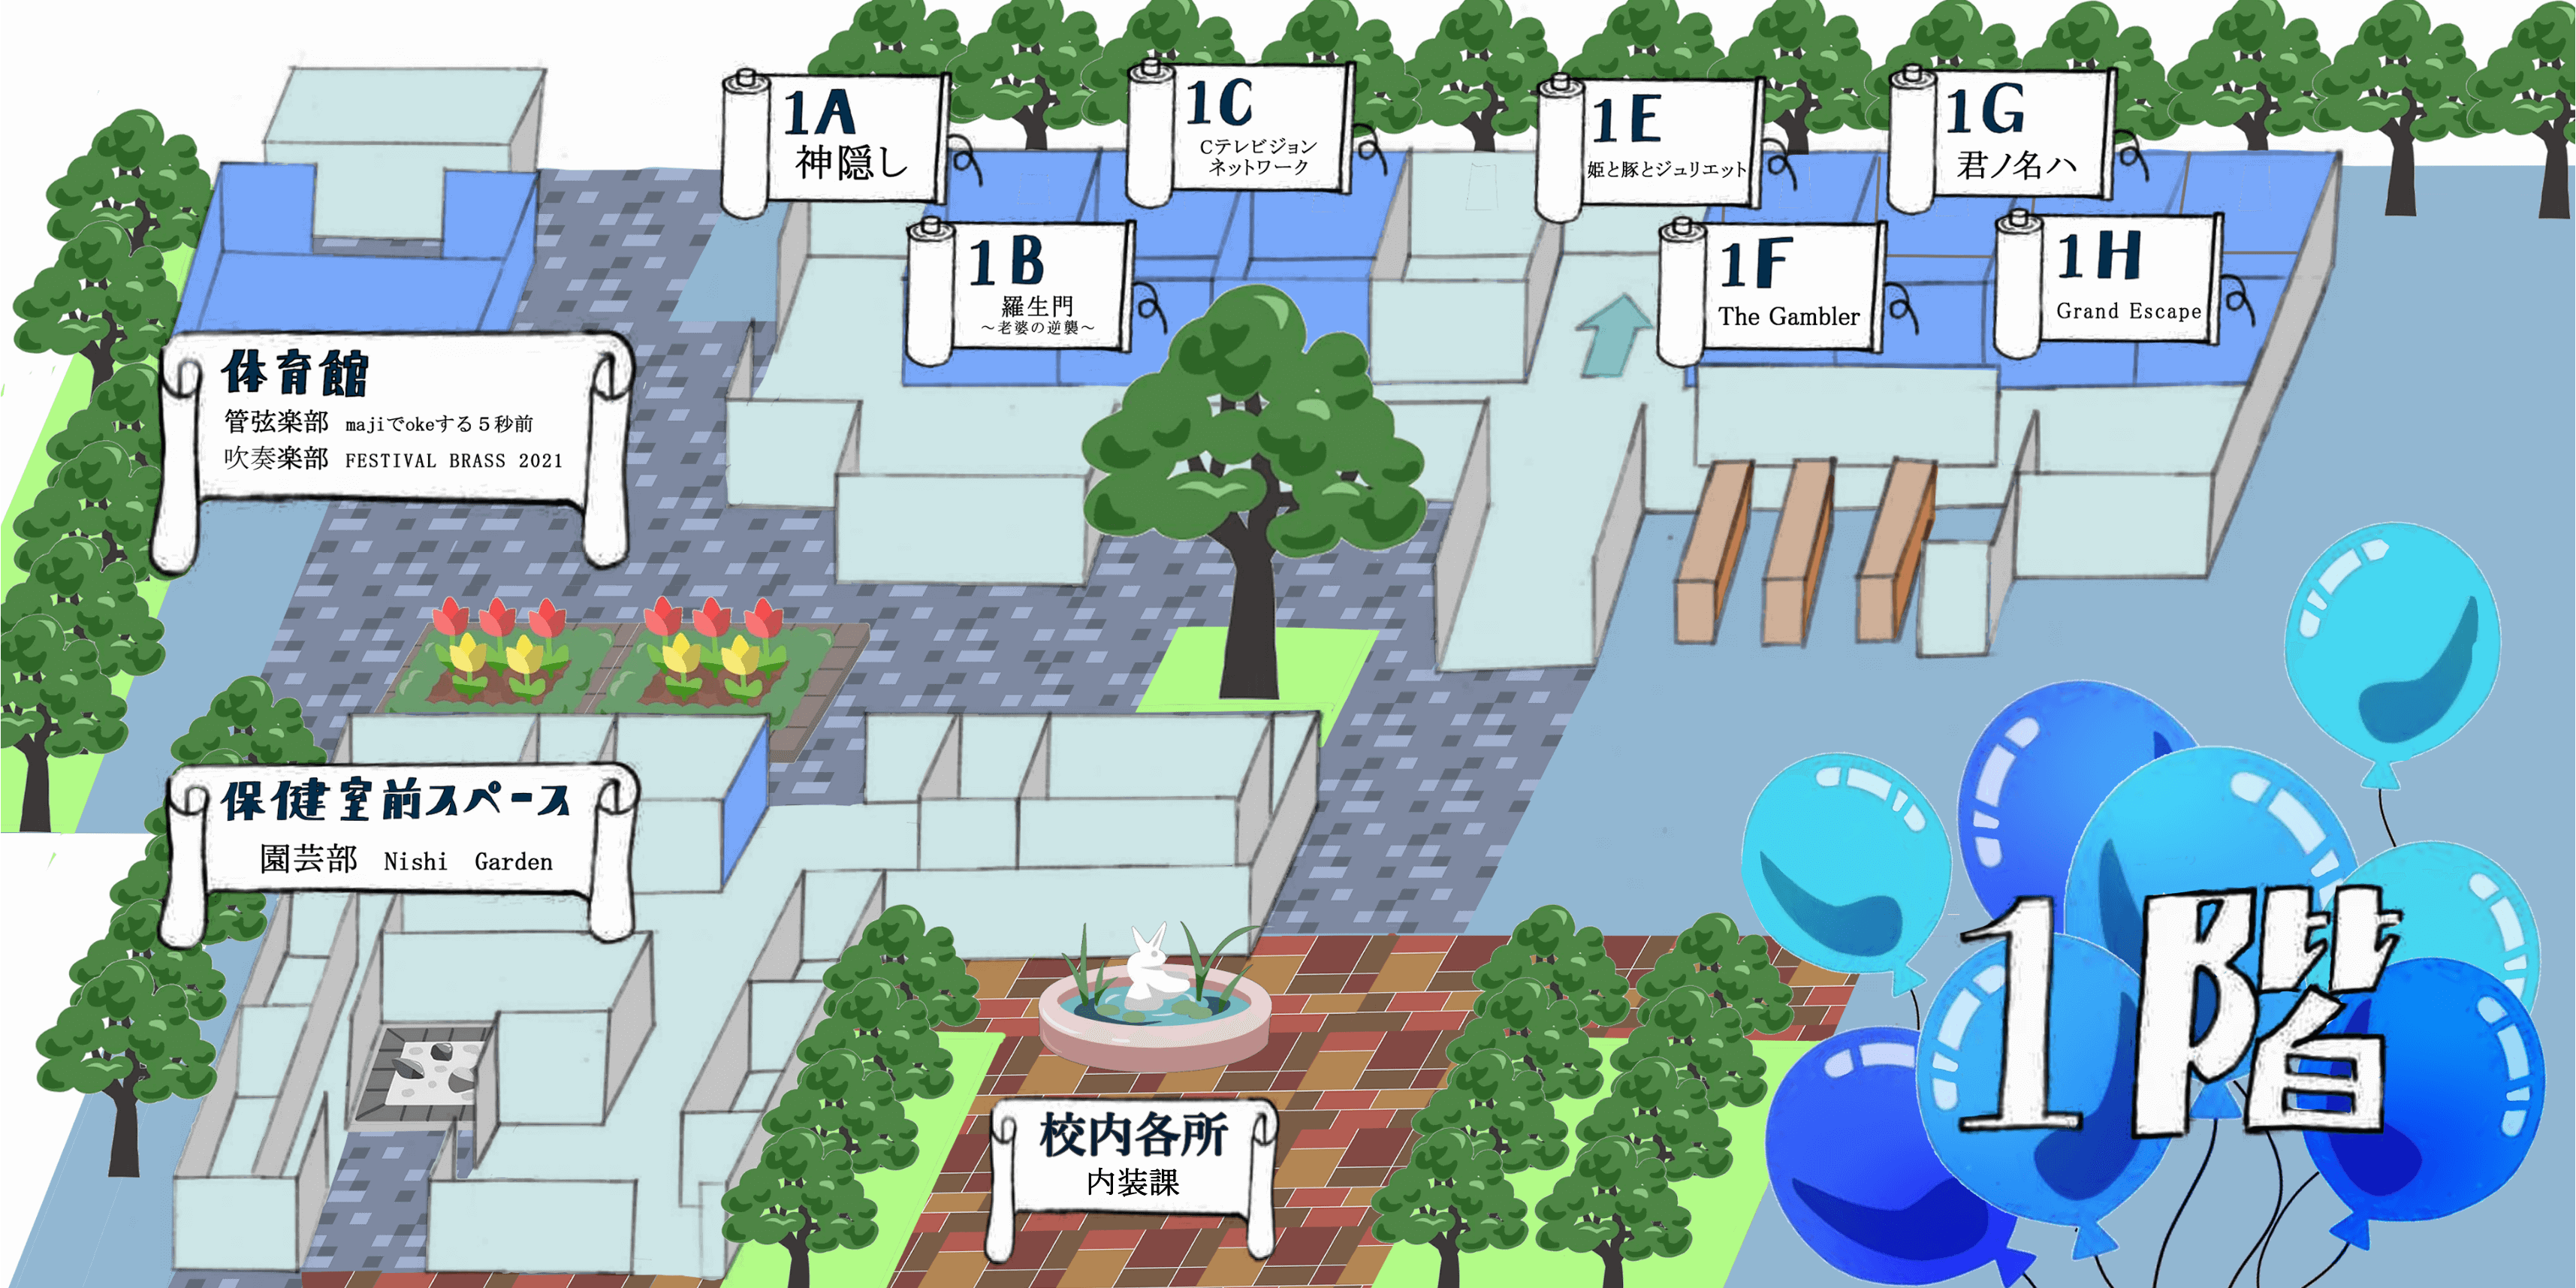 1A
神隠し
1B
羅生門
～老婆の逆襲～
1C
Cテレビジョン
ネットワーク
1E
姫と豚とジュリエット
1F
The Gambler
1G
君ノ名ハ
1H
Grand Escape
体育館
管弦楽部 majiでokeする５秒前
吹奏楽部 FESTIVAL BRASS 2021
保健室前スペース
園芸部 Nishi Garden
校内各所
内装課
1階